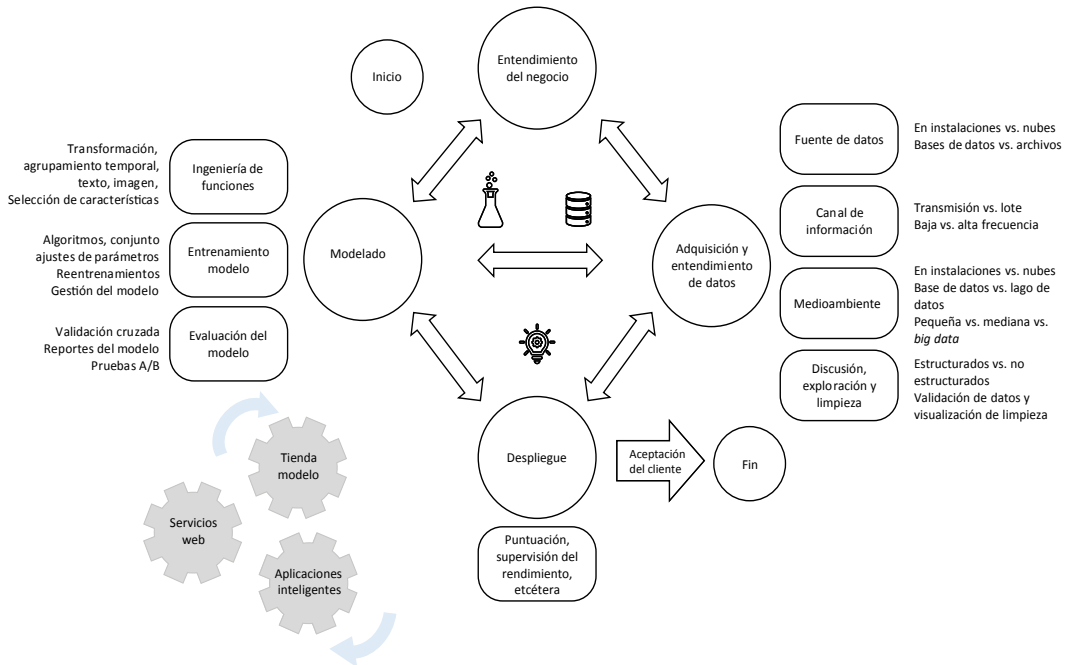 Inicio
Entendimiento
del negocio
Fuente de datos
En instalaciones vs. nubes
Bases de datos vs. archivos
Transformación,
agrupamiento temporal,
texto, imagen,
Selección de características
Ingeniería de
funciones
Canal de
información
Transmisión vs. lote
Baja vs. alta frecuencia
Algoritmos, conjunto
ajustes de parámetros
Reentrenamientos
Gestión del modelo
Entrenamiento
modelo
Modelado
Adquisición y
entendimiento
de datos
Medioambiente
En instalaciones vs. nubes
Base de datos vs. lago de
datos
Pequeña vs. mediana vs.
big data
Validación cruzada
Reportes del modelo
Pruebas A/B
Evaluación del
modelo
Discusión,
exploración y
limpieza
Estructurados vs. no
estructurados
Validación de datos y
visualización de limpieza
Despliegue
Aceptación
del cliente
Fin
Tienda
modelo
Servicios
web
Aplicaciones
inteligentes
Puntuación,
supervisión del
rendimiento,
etcétera